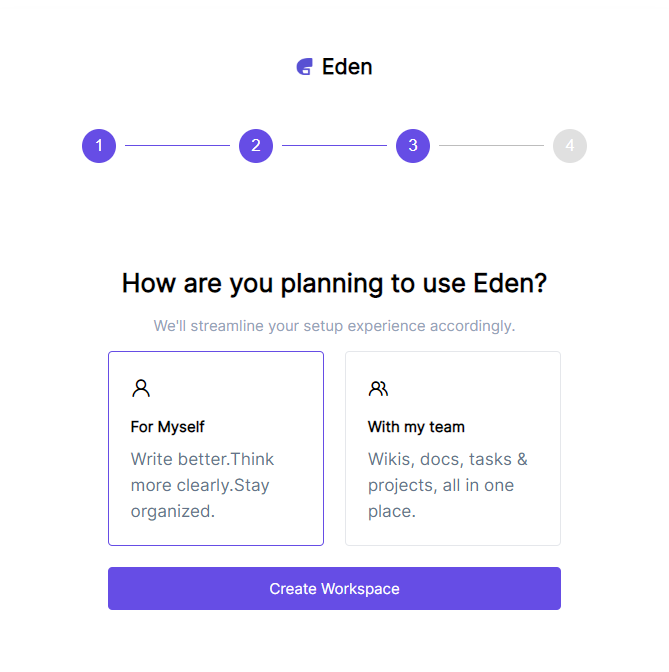 Eden
1 2 3 4
How are you planning to use Eden?
We'll streamline your setup experience accordingly.
For Myself
Write better.Think
more clearly.Stay
organized.
With my team
Wikis, docs, tasks &
projects, all in one
place.
Create Workspace